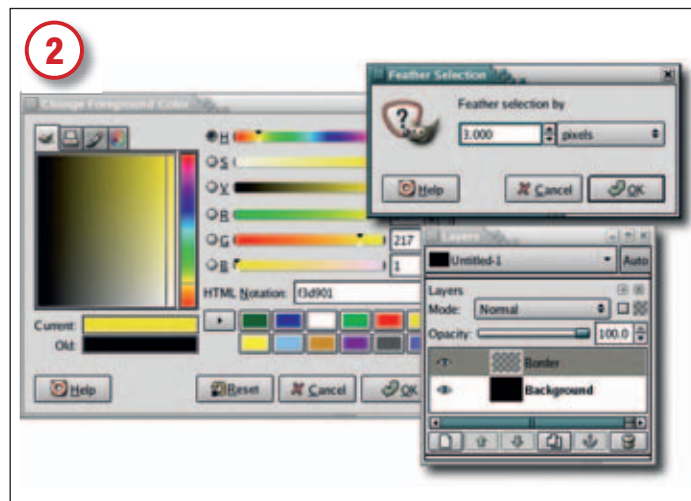 2
Change Foreground Color
H
S
V
R
G 217
B 1
HTML Notation: f3d901
Current:
Old:
Help Reset Cancel OK
Feather Selection
Feather selection by
3.000 pixels
Help Cancel OK
Layers
Untitled-1 Auto
Layers
Mode: Normal
Opacity: 100.0
Border
Background